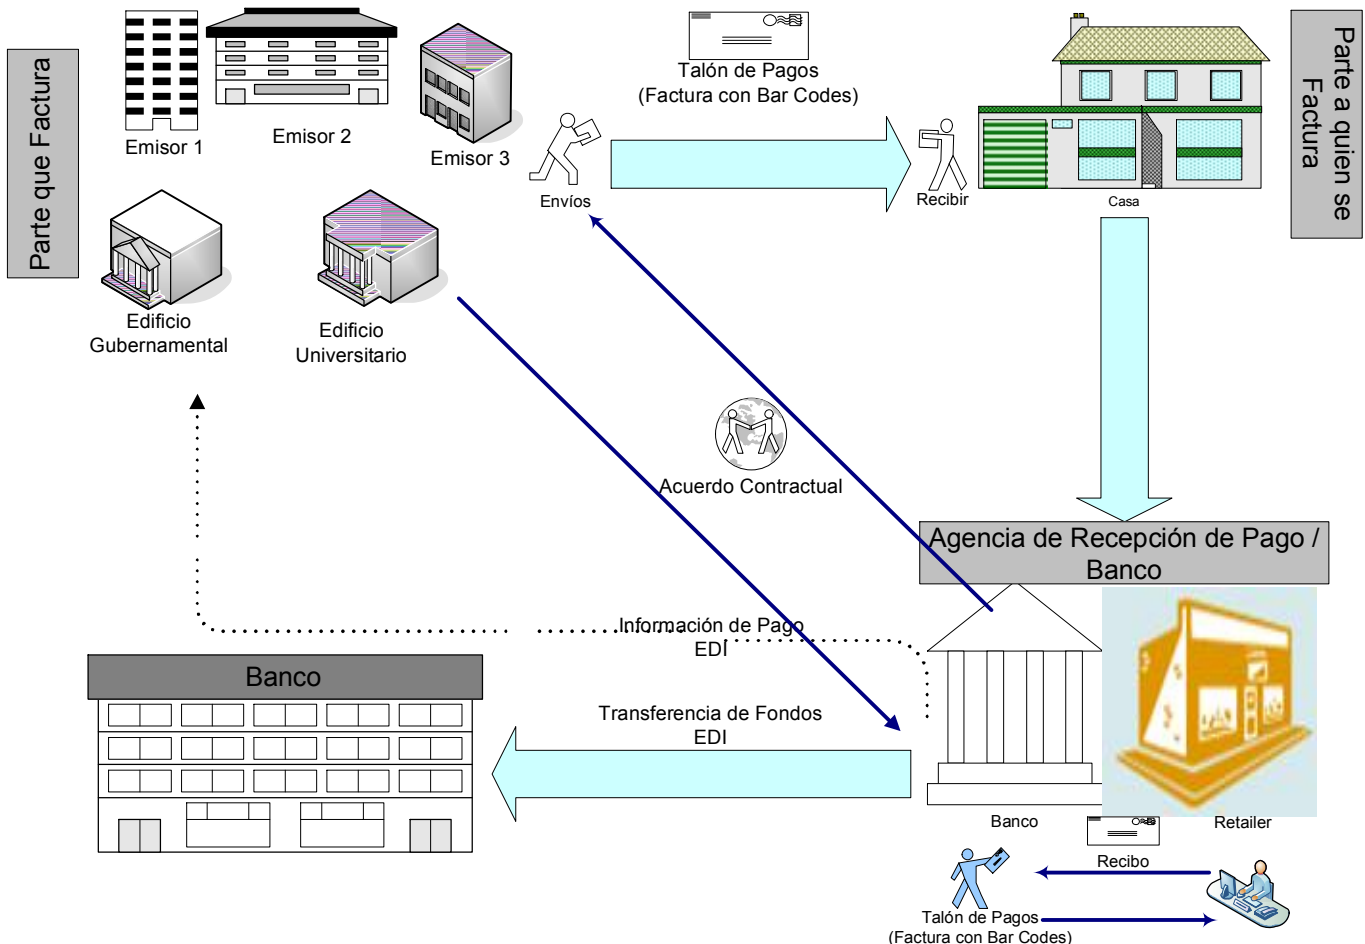 Parte que Factura
Emisor 1
Emisor 2
Emisor 3
Talón de Pagos
(Factura con Bar Codes)
Envíos
Recibir
Casa
Parte a quien se
Factura
Edificio
Gubernamental
Edificio
Universitario
Acuerdo Contractual
Agencia de Recepción de Pago /
Banco
Información de Pago
EDI
Banco
Transferencia de Fondos
EDI
Banco
Retailer
Recibo
Talón de Pagos
(Factura con Bar Codes)